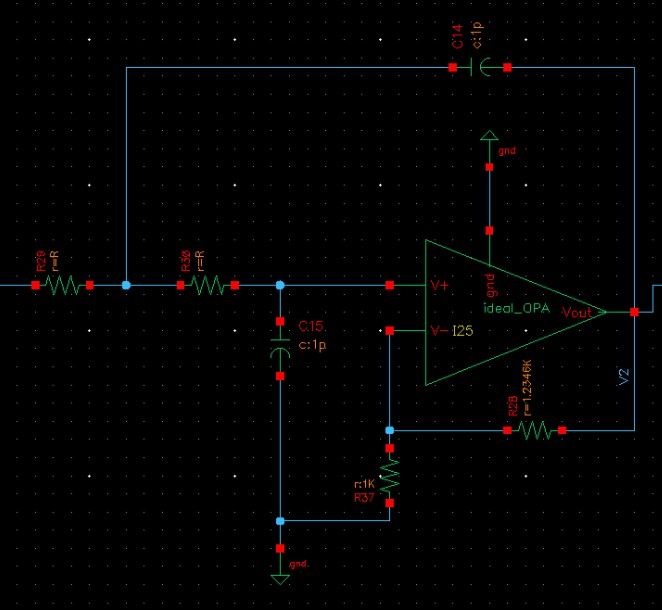 C14
c:1p
gnd
R29
r=R
R30
r=R
V+
gnd
ideal_OPA
Vout
V-
I25
C15
c:1p
V2
R28
r=1.2346K
r:1K
R37
gnd